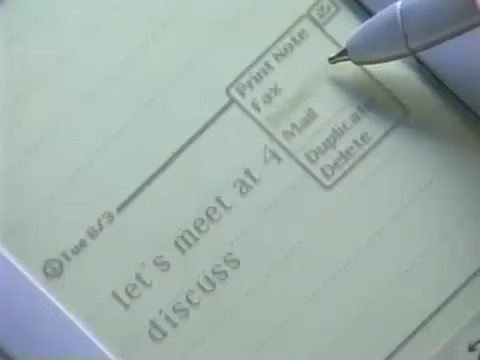 Print Note
Fax
Mail
Duplicate
Delete
Tue 8/3
let's meet at 4
discuss